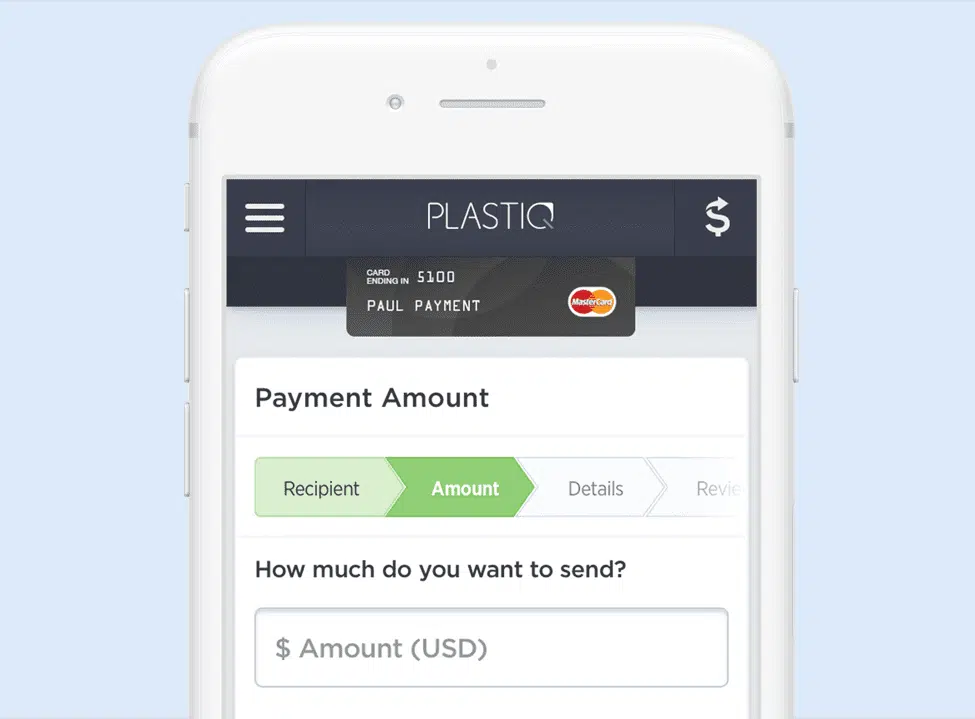 PLASTIQ
CARD
ENDING IN 5100
PAUL PAYMENT
MasterCard
Payment Amount
Recipient Amount Details Revie
How much do you want to send?
$ Amount (USD)